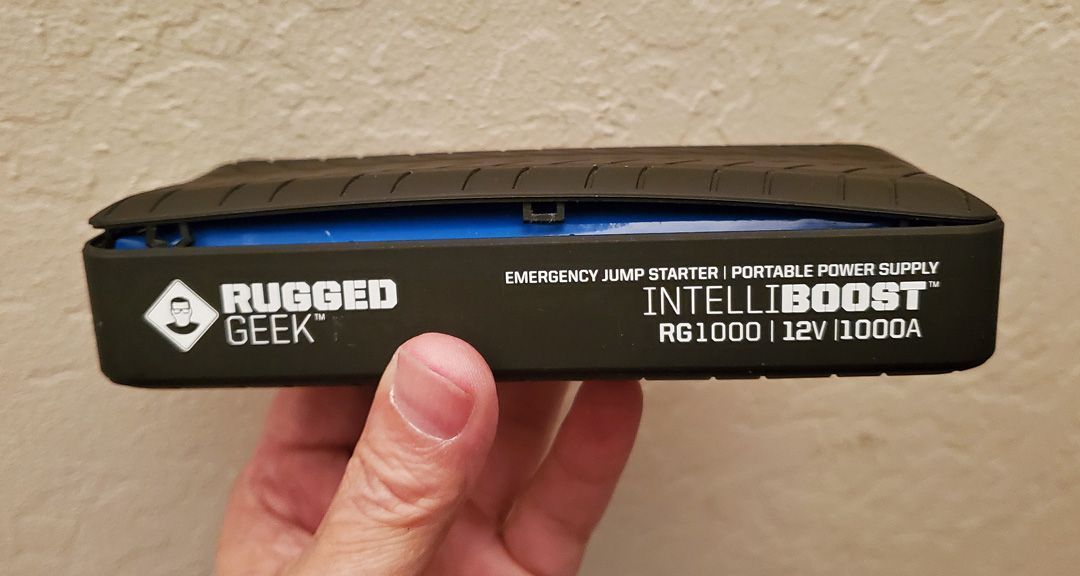 RUGGED
GEEK™
EMERGENCY JUMP STARTER | PORTABLE POWER SUPPLY
INTELLIBOOST™
RG1000 | 12V | 1000A